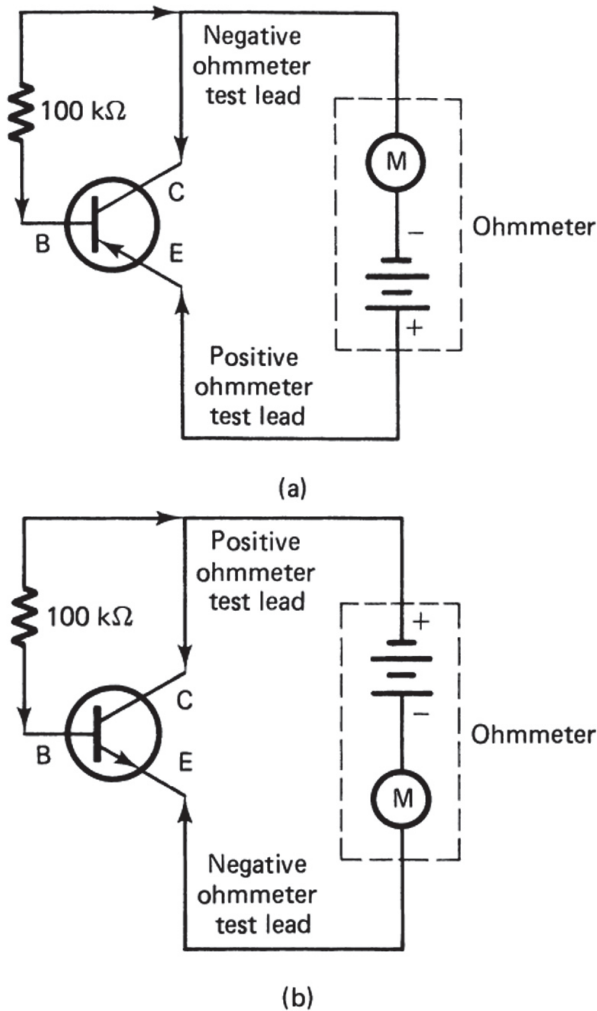 Negative
ohmmeter
test lead
100 kΩ
M
C
B
E
−
+
Ohmmeter
Positive
ohmmeter
test lead
(a)
Positive
ohmmeter
test lead
100 kΩ
+
−
C
B
E
Ohmmeter
M
Negative
ohmmeter
test lead
(b)